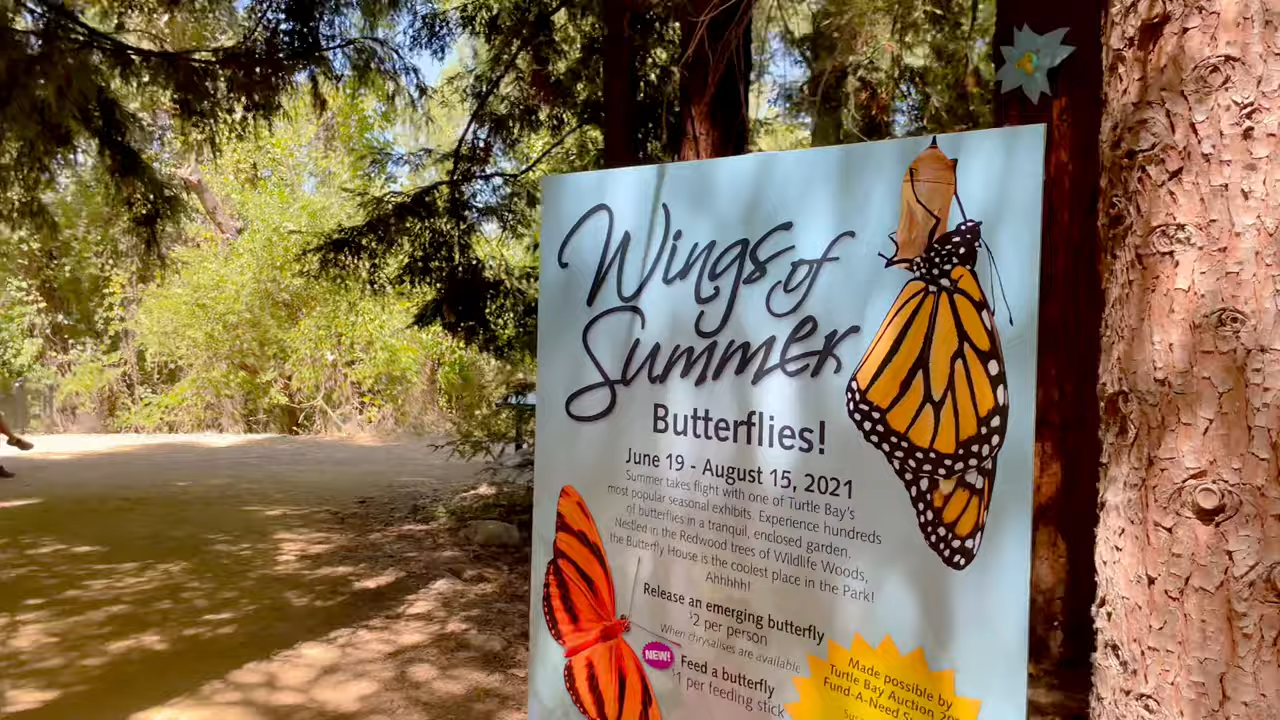 Wings of
Summer
Butterflies!
June 19 - August 15, 2021
Summer takes flight with one of Turtle Bay's
most popular seasonal exhibits. Experience hundreds
of butterflies in a tranquil, enclosed garden.
Nestled in the Redwood trees of Wildlife Woods,
the Butterfly House is the coolest place in the Park!
Ahhhhh!
Release an emerging butterfly
$2 per person
When chrysalises are available
NEW! Feed a butterfly
$1 per feeding stick
Made possible by
Turtle Bay Auction
Fund-A-Need